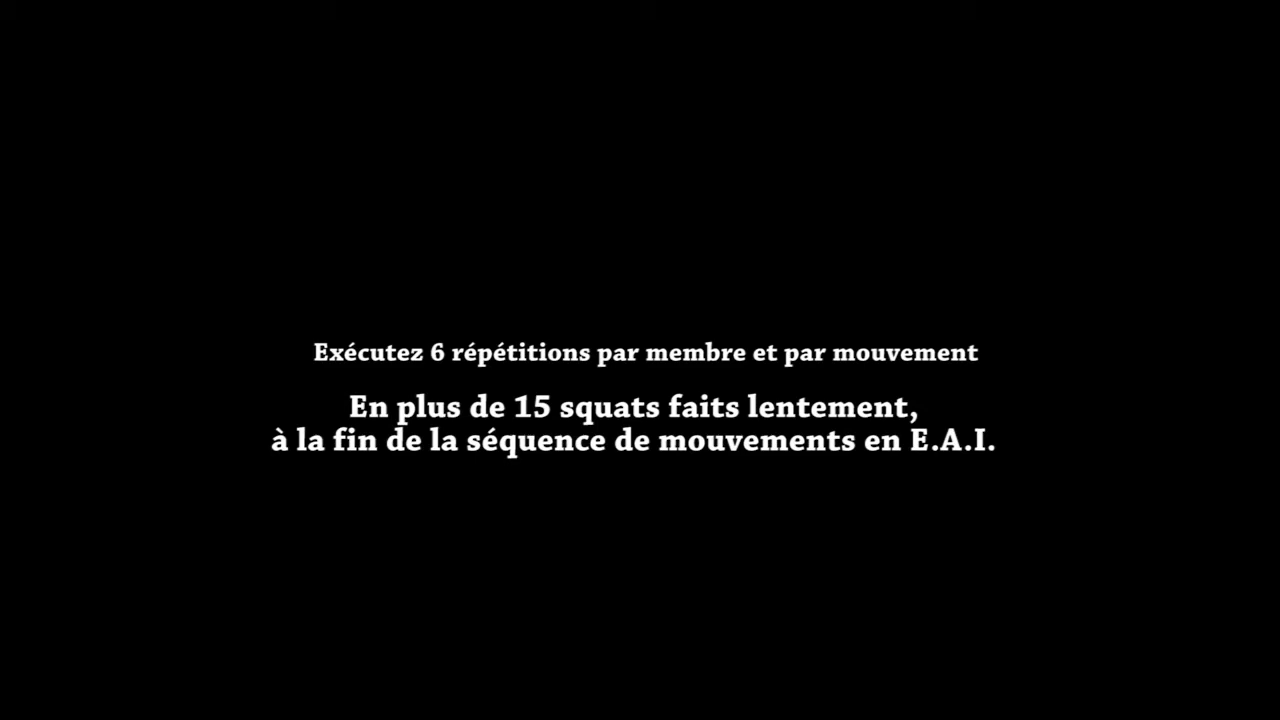 Exécutez 6 répétitions par membre et par mouvement
En plus de 15 squats faits lentement,
à la fin de la séquence de mouvements en E.A.I.